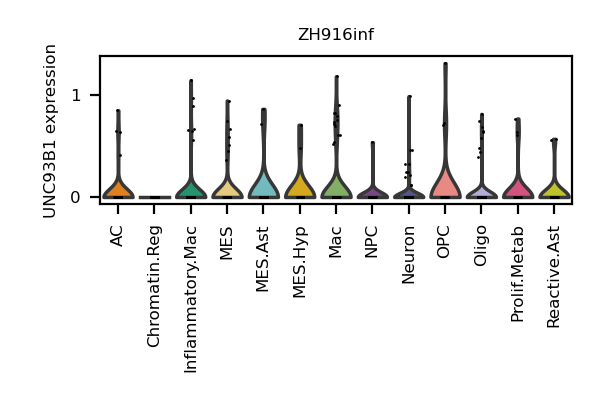 ZH916inf
UNC93B1 expression
1
0
AC
Chromatin.Reg
Inflammatory.Mac
MES
MES.Ast
MES.Hyp
Mac
NPC
Neuron
OPC
Oligo
Prolif.Metab
Reactive.Ast